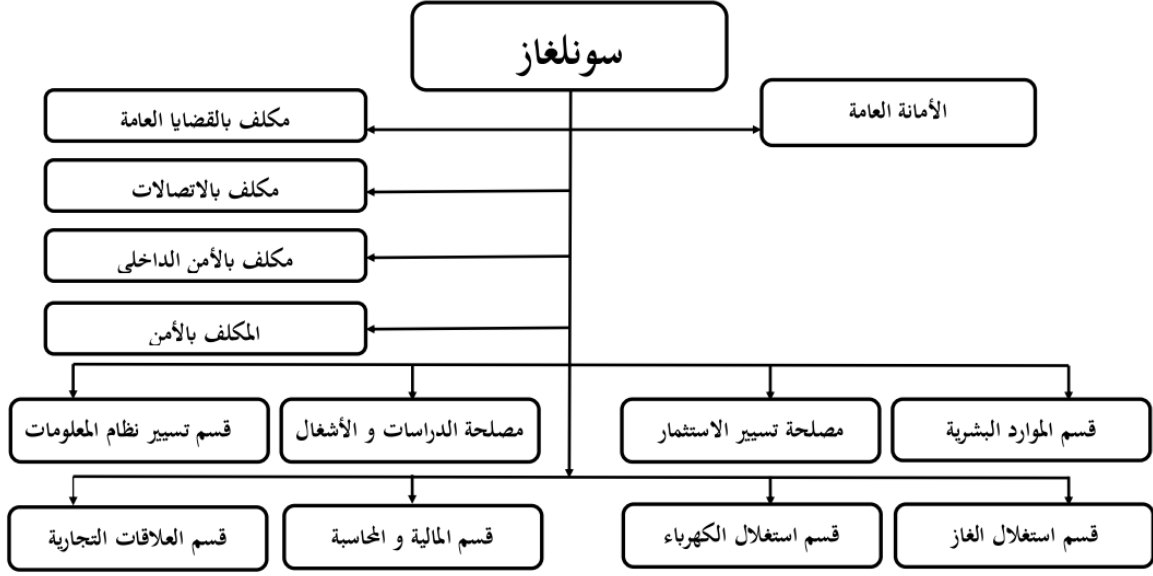 سونلغاز
الأمانة العامة
مكلف بالقضايا العامة
مكلف بالاتصالات
مكلف بالأمن الداخلي
المكلف بالأمن
قسم الموارد البشرية
مصلحة تسيير الاستثمار
مصلحة الدراسات و الأشغال
قسم تسيير نظام المعلومات
قسم استغلال الغاز
قسم استغلال الكهرباء
قسم المالية و المحاسبة
قسم العلاقات التجارية